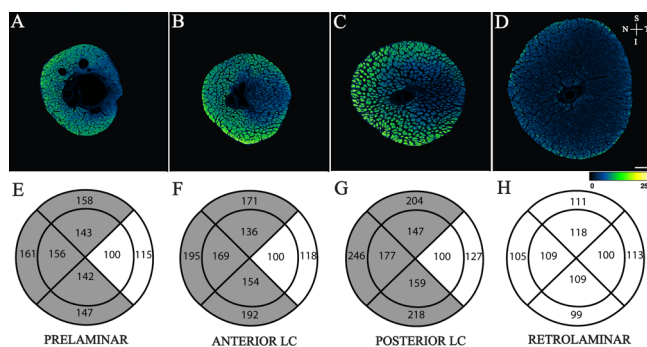 A
B
C
D
S
N T
I
0 25
E
F
G
H
158
161 143 156 100 115
142
147
171
195 136 169 100 118
154
192
204
246 147 177 100 127
159
218
111
105 118 109 100 113
109
99
PRELAMINAR
ANTERIOR LC
POSTERIOR LC
RETROLAMINAR